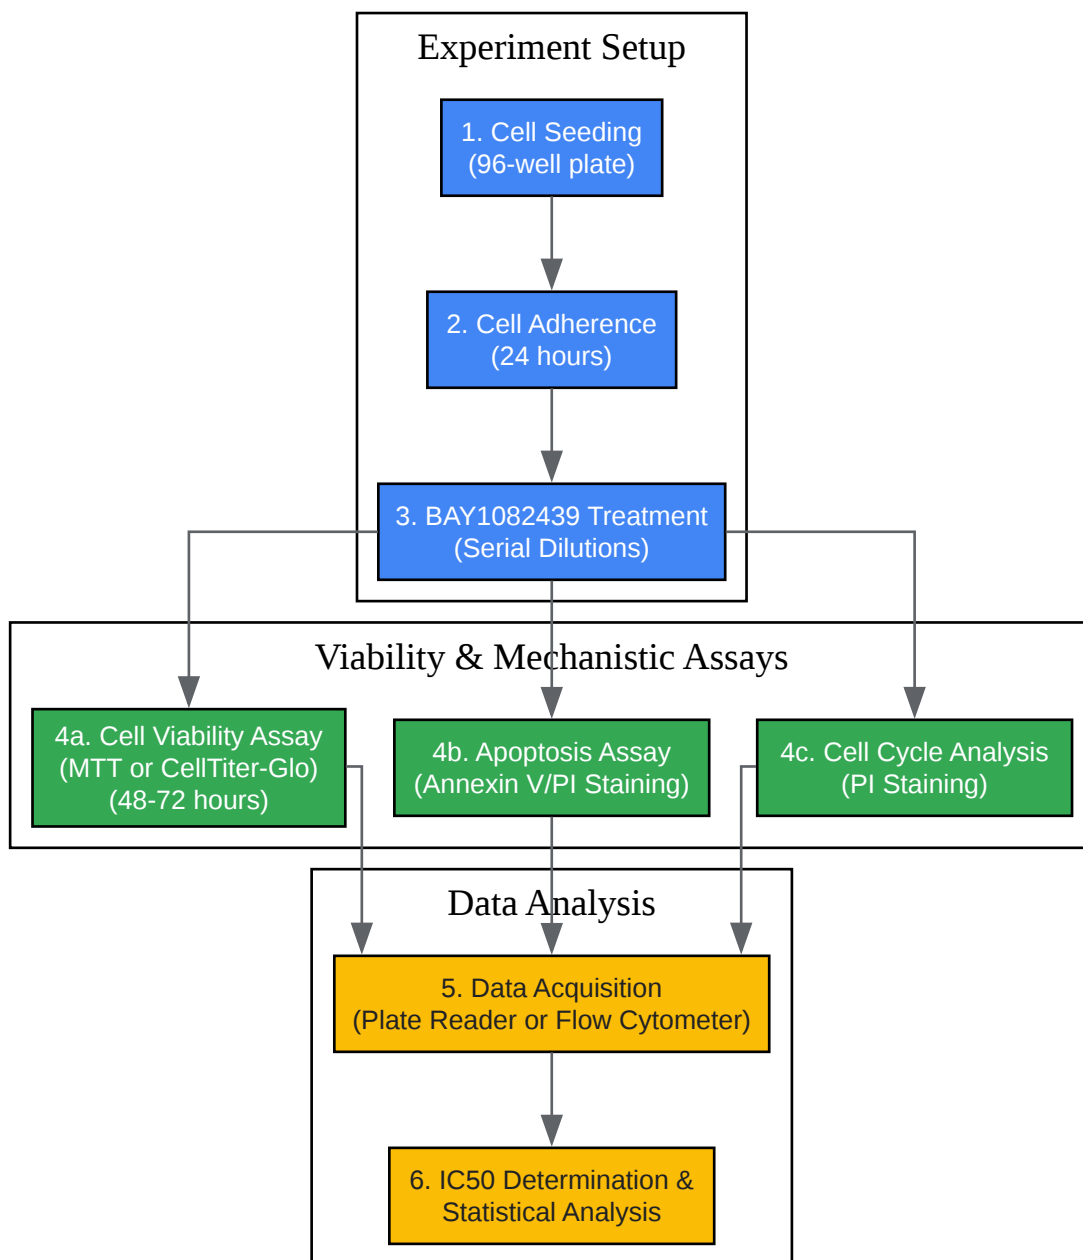 Experiment Setup
1. Cell Seeding
(96-well plate)
2. Cell Adherence
(24 hours)
3. BAY1082439 Treatment
(Serial Dilutions)
Viability & Mechanistic Assays
4a. Cell Viability Assay
(MTT or CellTiter-Glo)
(48-72 hours)
4b. Apoptosis Assay
(Annexin V/PI Staining)
4c. Cell Cycle Analysis
(PI Staining)
Data Analysis
5. Data Acquisition
(Plate Reader or Flow Cytometer)
6. IC50 Determination &
Statistical Analysis